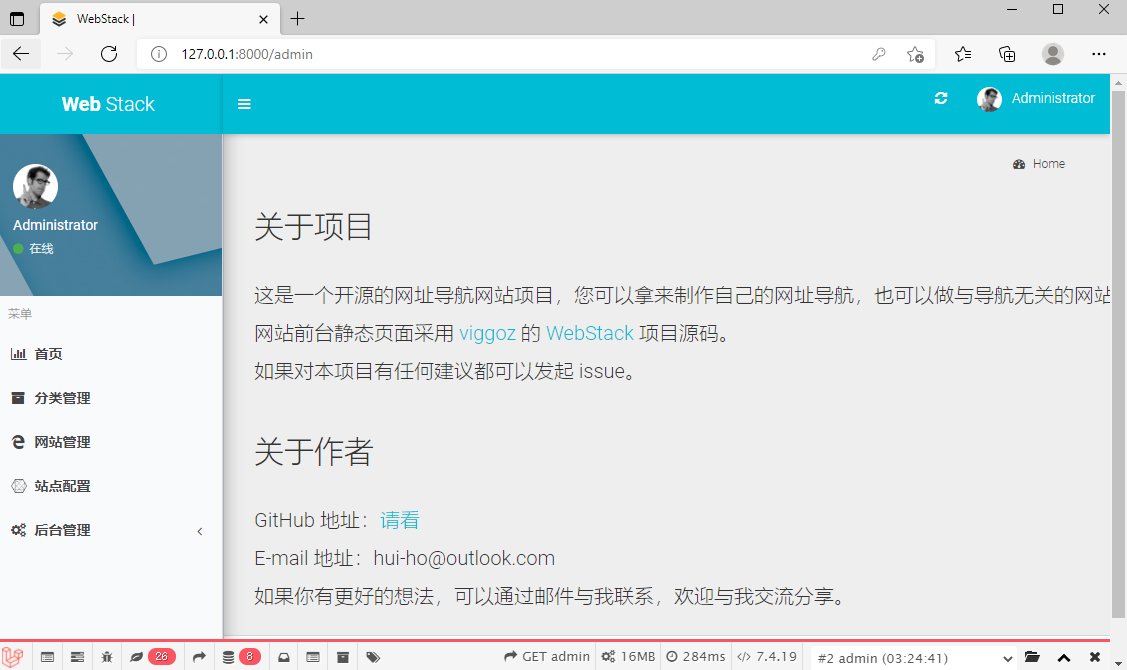 WebStack |
127.0.0.1:8000/admin
Web Stack
Administrator
Administrator
在线
Home
菜单
首页
分类管理
网站管理
站点配置
后台管理
关于项目
这是一个开源的网址导航网站项目，您可以拿来制作自己的网址导航，也可以做与导航无关的网站
网站前台静态页面采用 viggoz 的 WebStack 项目源码。
如果对本项目有任何建议都可以发起 issue。
关于作者
GitHub 地址：请看
E-mail 地址：hui-ho@outlook.com
如果你有更好的想法，可以通过邮件与我联系，欢迎与我交流分享。
26 8 GET admin 16MB 284ms 7.4.19 #2 admin (03:24:41)